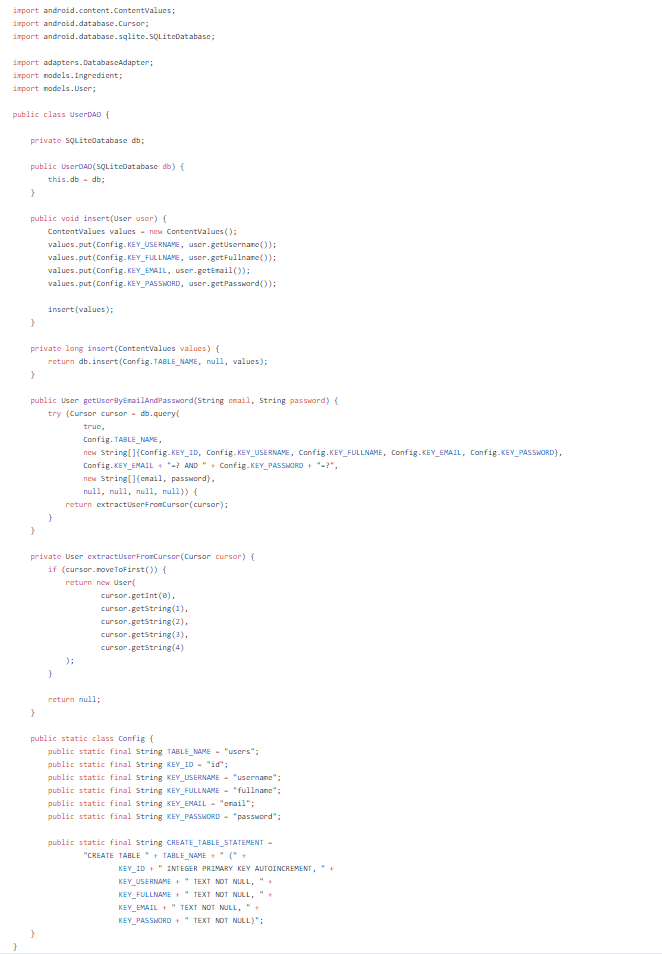 import android.content.ContentValues;
import android.database.Cursor;
import android.database.sqlite.SQLiteDatabase;
import adapters.DatabaseAdapter;
import models.Ingredient;
import models.User;
public class UserDAO {
private SQLiteDatabase db;
public UserDAO(SQLiteDatabase db) {
this.db = db;
}
public void insert(User user) {
ContentValues values = new ContentValues();
values.put(Config.KEY_USERNAME, user.getUsername());
values.put(Config.KEY_FULLNAME, user.getFullname());
values.put(Config.KEY_EMAIL, user.getEmail());
values.put(Config.KEY_PASSWORD, user.getPassword());
insert(values);
}
private long insert(ContentValues values) {
return db.insert(Config.TABLE_NAME, null, values);
}
public User getUserByEmailAndPassword(String email, String password) {
try (Cursor cursor = db.query(
true,
Config.TABLE_NAME,
new String[]{Config.KEY_ID, Config.KEY_USERNAME, Config.KEY_FULLNAME, Config.KEY_EMAIL, Config.KEY_PASSWORD},
Config.KEY_EMAIL + "=? AND " + Config.KEY_PASSWORD + "=?",
new String[]{email, password},
null, null, null, null)) {
return extractUserFromCursor(cursor);
}
}
private User extractUserFromCursor(Cursor cursor) {
if (cursor.moveToFirst()) {
return new User(
cursor.getInt(0),
cursor.getString(1),
cursor.getString(2),
cursor.getString(3),
cursor.getString(4)
);
}
return null;
}
public static class Config {
public static final String TABLE_NAME = "users";
public static final String KEY_ID = "id";
public static final String KEY_USERNAME = "username";
public static final String KEY_FULLNAME = "fullname";
public static final String KEY_EMAIL = "email";
public static final String KEY_PASSWORD = "password";
public static final String CREATE_TABLE_STATEMENT =
"CREATE TABLE " + TABLE_NAME + " (" +
KEY_ID + " INTEGER PRIMARY KEY AUTOINCREMENT, " +
KEY_USERNAME + " TEXT NOT NULL, " +
KEY_FULLNAME + " TEXT NOT NULL, " +
KEY_EMAIL + " TEXT NOT NULL, " +
KEY_PASSWORD + " TEXT NOT NULL)";
}
}